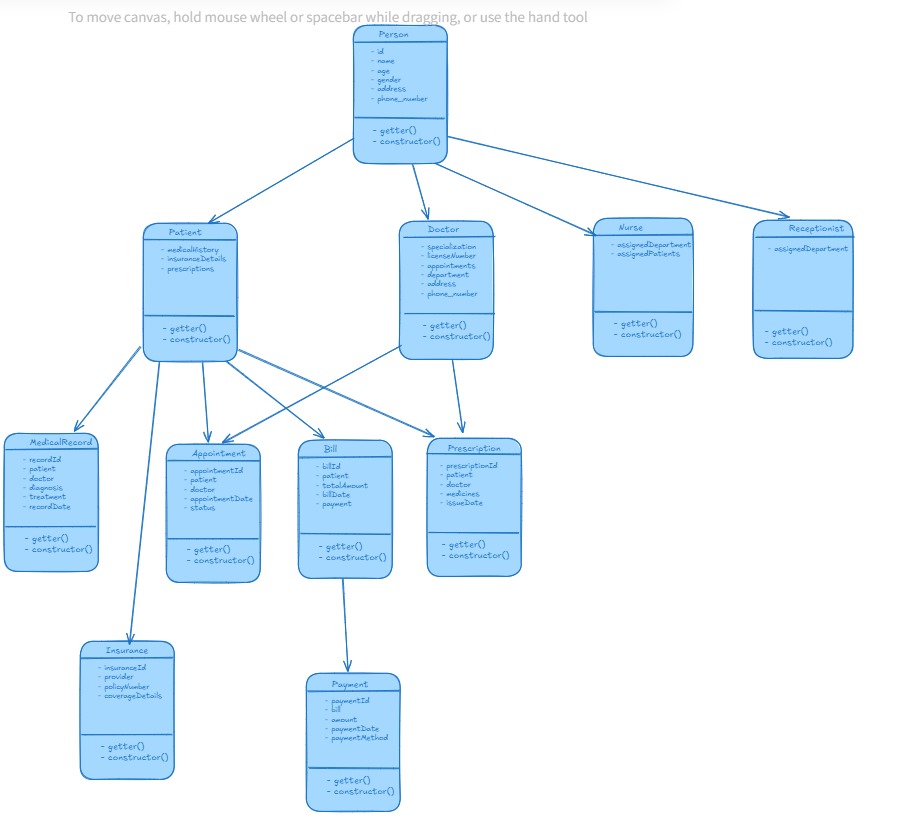 To move canvas, hold mouse wheel or spacebar while dragging, or use the hand tool
Person
- id
- name
- age
- gender
- address
- phone_number
- getter()
- constructor()
Patient
- medicalHistory
- insuranceDetails
- prescriptions
- getter()
- constructor()
Doctor
- specialization
- licenseNumber
- appointments
- department
- address
- phone_number
- getter()
- constructor()
Nurse
- assignedDepartment
- assignedPatients
- getter()
- constructor()
Receptionist
- assignedDepartment
- getter()
- constructor()
MedicalRecord
- recordId
- patient
- doctor
- diagnosis
- treatment
- recordDate
- getter()
- constructor()
Appointment
- appointmentId
- patient
- doctor
- appointmentDate
- status
- getter()
- constructor()
Bill
- billId
- patient
- totalAmount
- billDate
- payment
- getter()
- constructor()
Prescription
- prescriptionId
- patient
- doctor
- medicines
- issueDate
- getter()
- constructor()
Insurance
- insuranceId
- provider
- policyNumber
- coverageDetails
- getter()
- constructor()
Payment
- paymentId
- bill
- amount
- paymentDate
- paymentMethod
- getter()
- constructor()